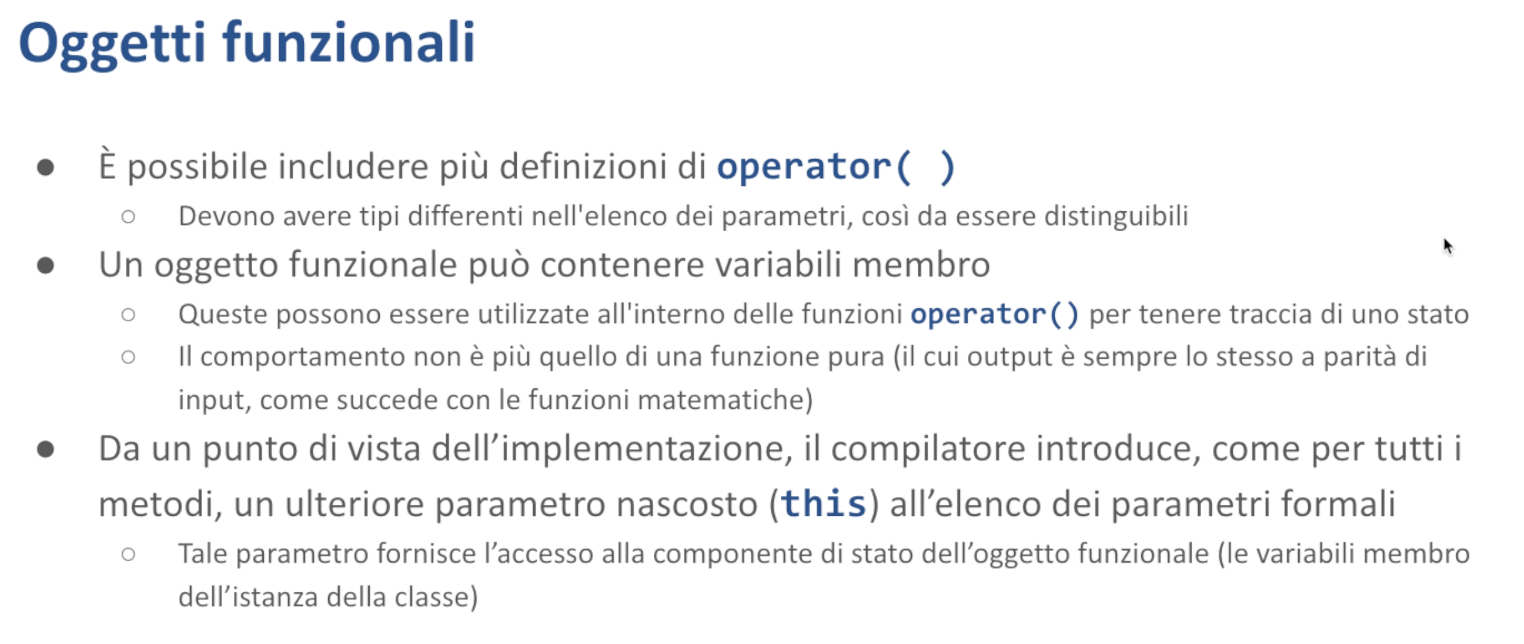 Oggetti funzionali
● È possibile includere più definizioni di operator( )
○ Devono avere tipi differenti nell'elenco dei parametri, così da essere distinguibili
● Un oggetto funzionale può contenere variabili membro
○ Queste possono essere utilizzate all'interno delle funzioni operator() per tenere traccia di uno stato
○ Il comportamento non è più quello di una funzione pura (il cui output è sempre lo stesso a parità di
input, come succede con le funzioni matematiche)
● Da un punto di vista dell’implementazione, il compilatore introduce, come per tutti i
metodi, un ulteriore parametro nascosto (this) all’elenco dei parametri formali
○ Tale parametro fornisce l’accesso alla componente di stato dell’oggetto funzionale (le variabili membro
dell’istanza della classe)